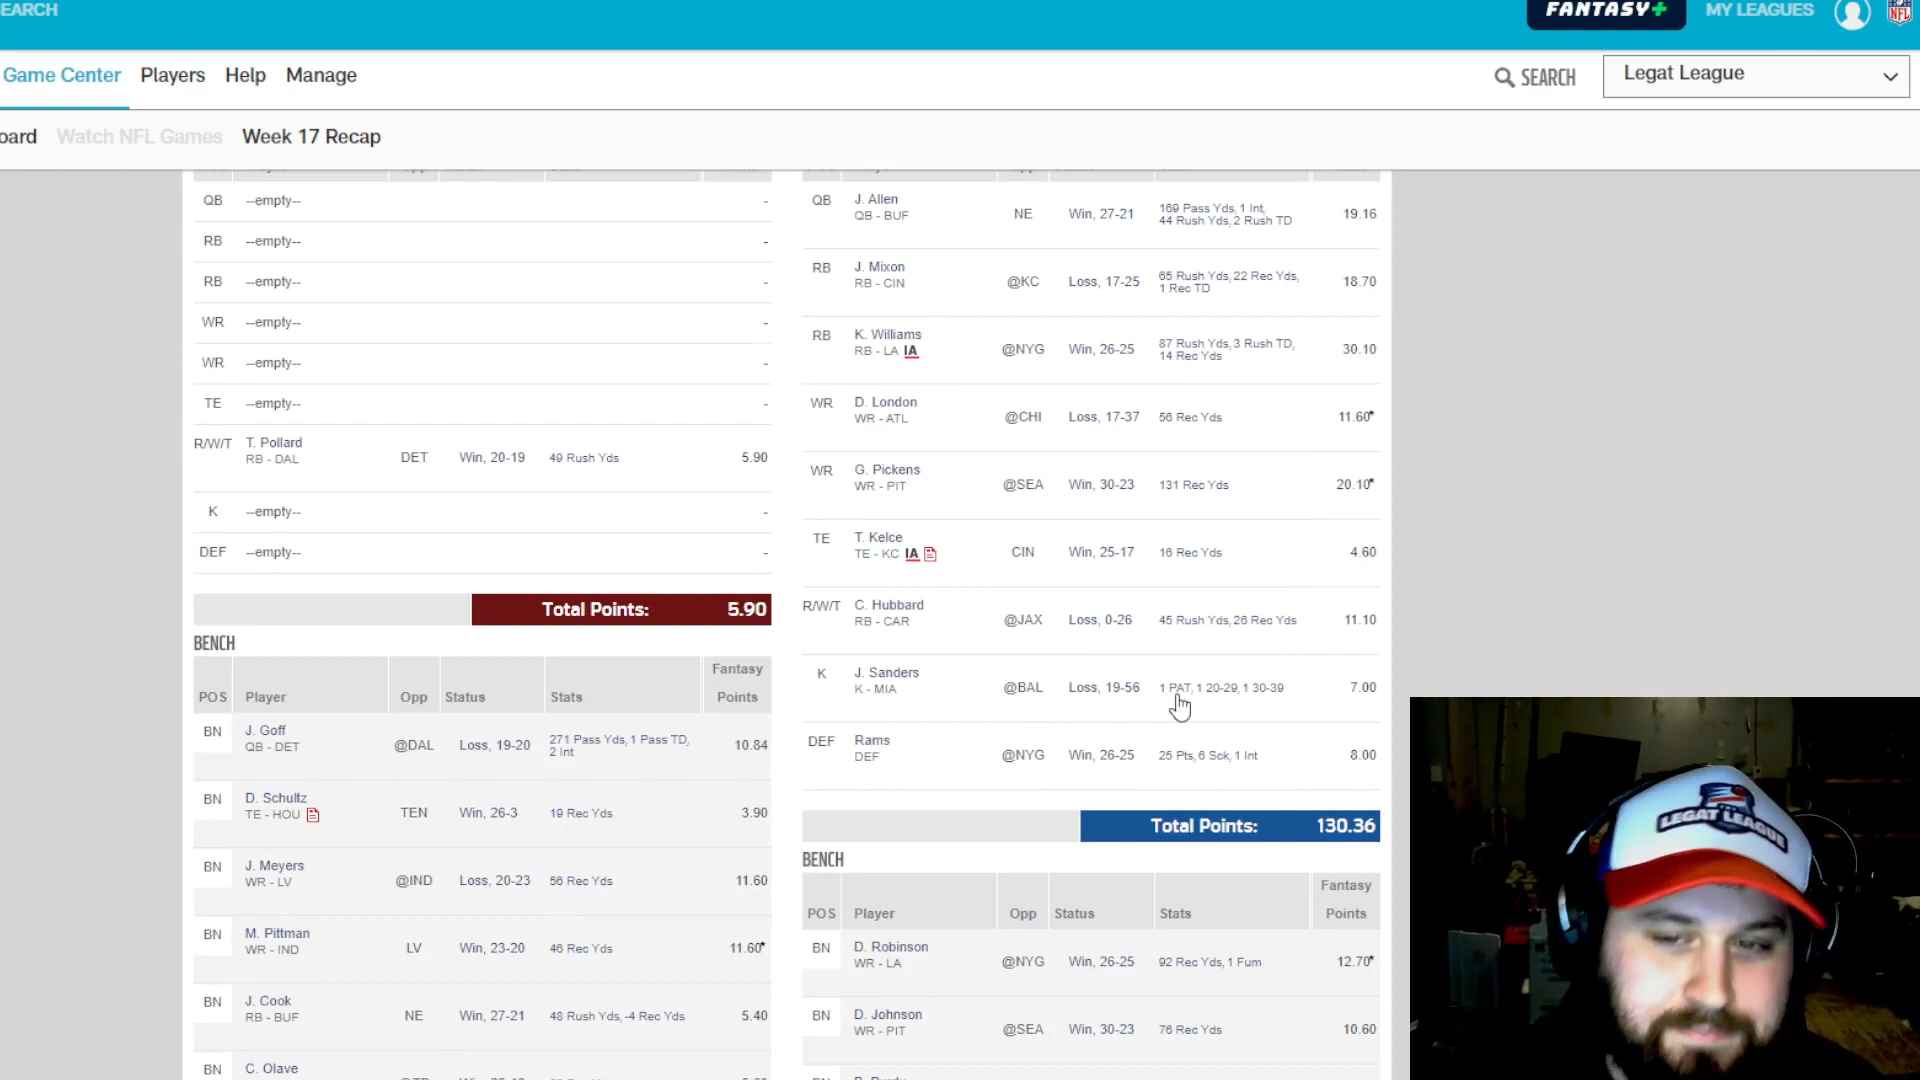 EARCH
FANTASY+
MY LEAGUES
NFL
Game Center Players Help Manage
SEARCH
Legat League
oard Watch NFL Games Week 17 Recap
QB --empty-- -
RB --empty-- -
RB --empty-- -
WR --empty-- -
WR --empty-- -
TE --empty-- -
R/W/T T. Pollard
RB - DAL DET Win, 20-19 49 Rush Yds 5.90
K --empty-- -
DEF --empty-- -
Total Points: 5.90
BENCH
POS Player Opp Status Stats Fantasy
Points
BN J. Goff
QB - DET @DAL Loss, 19-20 271 Pass Yds, 1 Pass TD,
2 Int 10.84
BN D. Schultz
TE - HOU TEN Win, 26-3 19 Rec Yds 3.90
BN J. Meyers
WR - LV @IND Loss, 20-23 56 Rec Yds 11.60
BN M. Pittman
WR - IND LV Win, 23-20 46 Rec Yds 11.60*
BN J. Cook
RB - BUF NE Win, 27-21 48 Rush Yds, -4 Rec Yds 5.40
BN C. Olave
QB J. Allen
QB - BUF NE Win, 27-21 169 Pass Yds, 1 Int,
44 Rush Yds, 2 Rush TD 19.16
RB J. Mixon
RB - CIN @KC Loss, 17-25 65 Rush Yds, 22 Rec Yds,
1 Rec TD 18.70
RB K. Williams
RB - LA IA @NYG Win, 26-25 87 Rush Yds, 3 Rush TD,
14 Rec Yds 30.10
WR D. London
WR - ATL @CHI Loss, 17-37 56 Rec Yds 11.60*
WR G. Pickens
WR - PIT @SEA Win, 30-23 131 Rec Yds 20.10*
TE T. Kelce
TE - KC IA CIN Win, 25-17 16 Rec Yds 4.60
R/W/T C. Hubbard
RB - CAR @JAX Loss, 0-26 45 Rush Yds, 26 Rec Yds 11.10
K J. Sanders
K - MIA @BAL Loss, 19-56 1 PAT, 1 20-29, 1 30-39 7.00
DEF Rams
DEF @NYG Win, 26-25 25 Pts, 6 Sck, 1 Int 8.00
Total Points: 130.36
BENCH
POS Player Opp Status Stats Fantasy
Points
BN D. Robinson
WR - LA @NYG Win, 26-25 92 Rec Yds, 1 Fum 12.70*
BN D. Johnson
WR - PIT @SEA Win, 30-23 76 Rec Yds 10.60
LEGAT LEAGUE